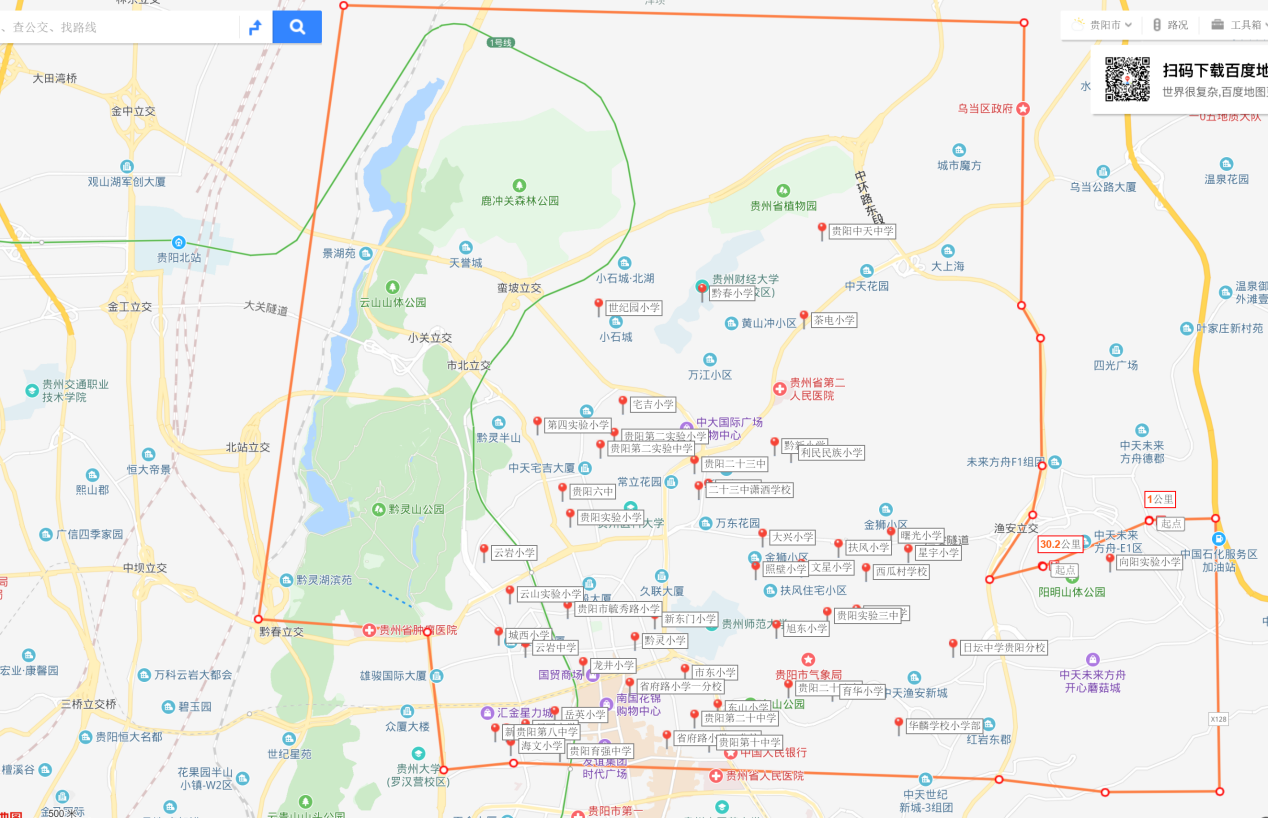 、查公交、找路线
1号线
贵阳市
路况
工具箱
扫码下载百度地
世界很复杂,百度地图更
大田湾桥
金中立交
乌当区政府
一〇五地质大队
观山湖军创大厦
鹿冲关森林公园
贵州省植物园
中环路东段
城市魔方
乌当公路大厦
温泉花园
贵阳中天中学
贵阳北站
景湖苑
天誉城
小石城·北湖
贵州财经大学
校区)
黔春小学
大上海
中天花园
云山山体公园
蛮坡立交
世纪园小学
小石城
黄山冲小区
茶电小学
温泉御
外滩壹
叶家庄新村苑
金工立交
大关隧道
小关立交
市北立交
万江小区
四光广场
贵州交通职业
技术学院
贵州省第二
人民医院
宅吉小学
第四实验小学
中大国际广场
购物中心
贵阳第二实验小学
贵阳第二实验中学
黔灵半山
黔新小学
利民民族小学
北站立交
恒大帝景
熙山郡
中天宅吉大厦
贵阳二十三中
常立花园
二十三中潇洒学校
未来方舟F1组团
中天未来
方舟德郡
贵阳六中
黔灵山公园
贵阳实验小学
万东花园
金狮小区
渔安立交
1公里
起点
广信四季家园
大兴小学
曙光小学
扶风小学
星宇小学
隧道
30.2公里
起点
中天未来
方舟-E1区
中国石化服务区
加油站
向阳实验小学
阳明山体公园
中坝立交
云岩小学
金狮小区
照壁小学
文星小学
西瓜村学校
黔灵湖滨苑
久联大厦
扶风住宅小区
云山实验小学
贵阳市毓秀路小学
新东门小学
贵州师范大学
贵阳实验三中
旭东小学
黔春立交
贵州省肿瘤医院
城西小学
云岩中学
黔灵小学
日坛中学贵阳分校
宏业·康馨园
万科云岩大都会
雄骏国际大厦
国贸商场
龙井小学
市东小学
贵阳市气象局
省府路小学一分校
贵阳二十
育华小学
中天渔安新城
中天未来方舟
开心蘑菇城
三桥立交桥
碧玉园
众厦大楼
汇金星力城
岳英小学
南国花锦
购物中心
东山小学
山公园
贵阳第二十中学
华麟学校小学部
X128
贵阳恒大名都
世纪星苑
贵阳第八中学
海文小学
贵阳育强中学
省府路小
贵阳第十中学
中国人民银行
红岩东郡
檀溪谷
花果园半山
小镇-W2区
贵州大学
(罗汉营校区)
友谊集团
时代广场
贵州省人民医院
中天世纪
新城-3组团
500米
贵阳市第一